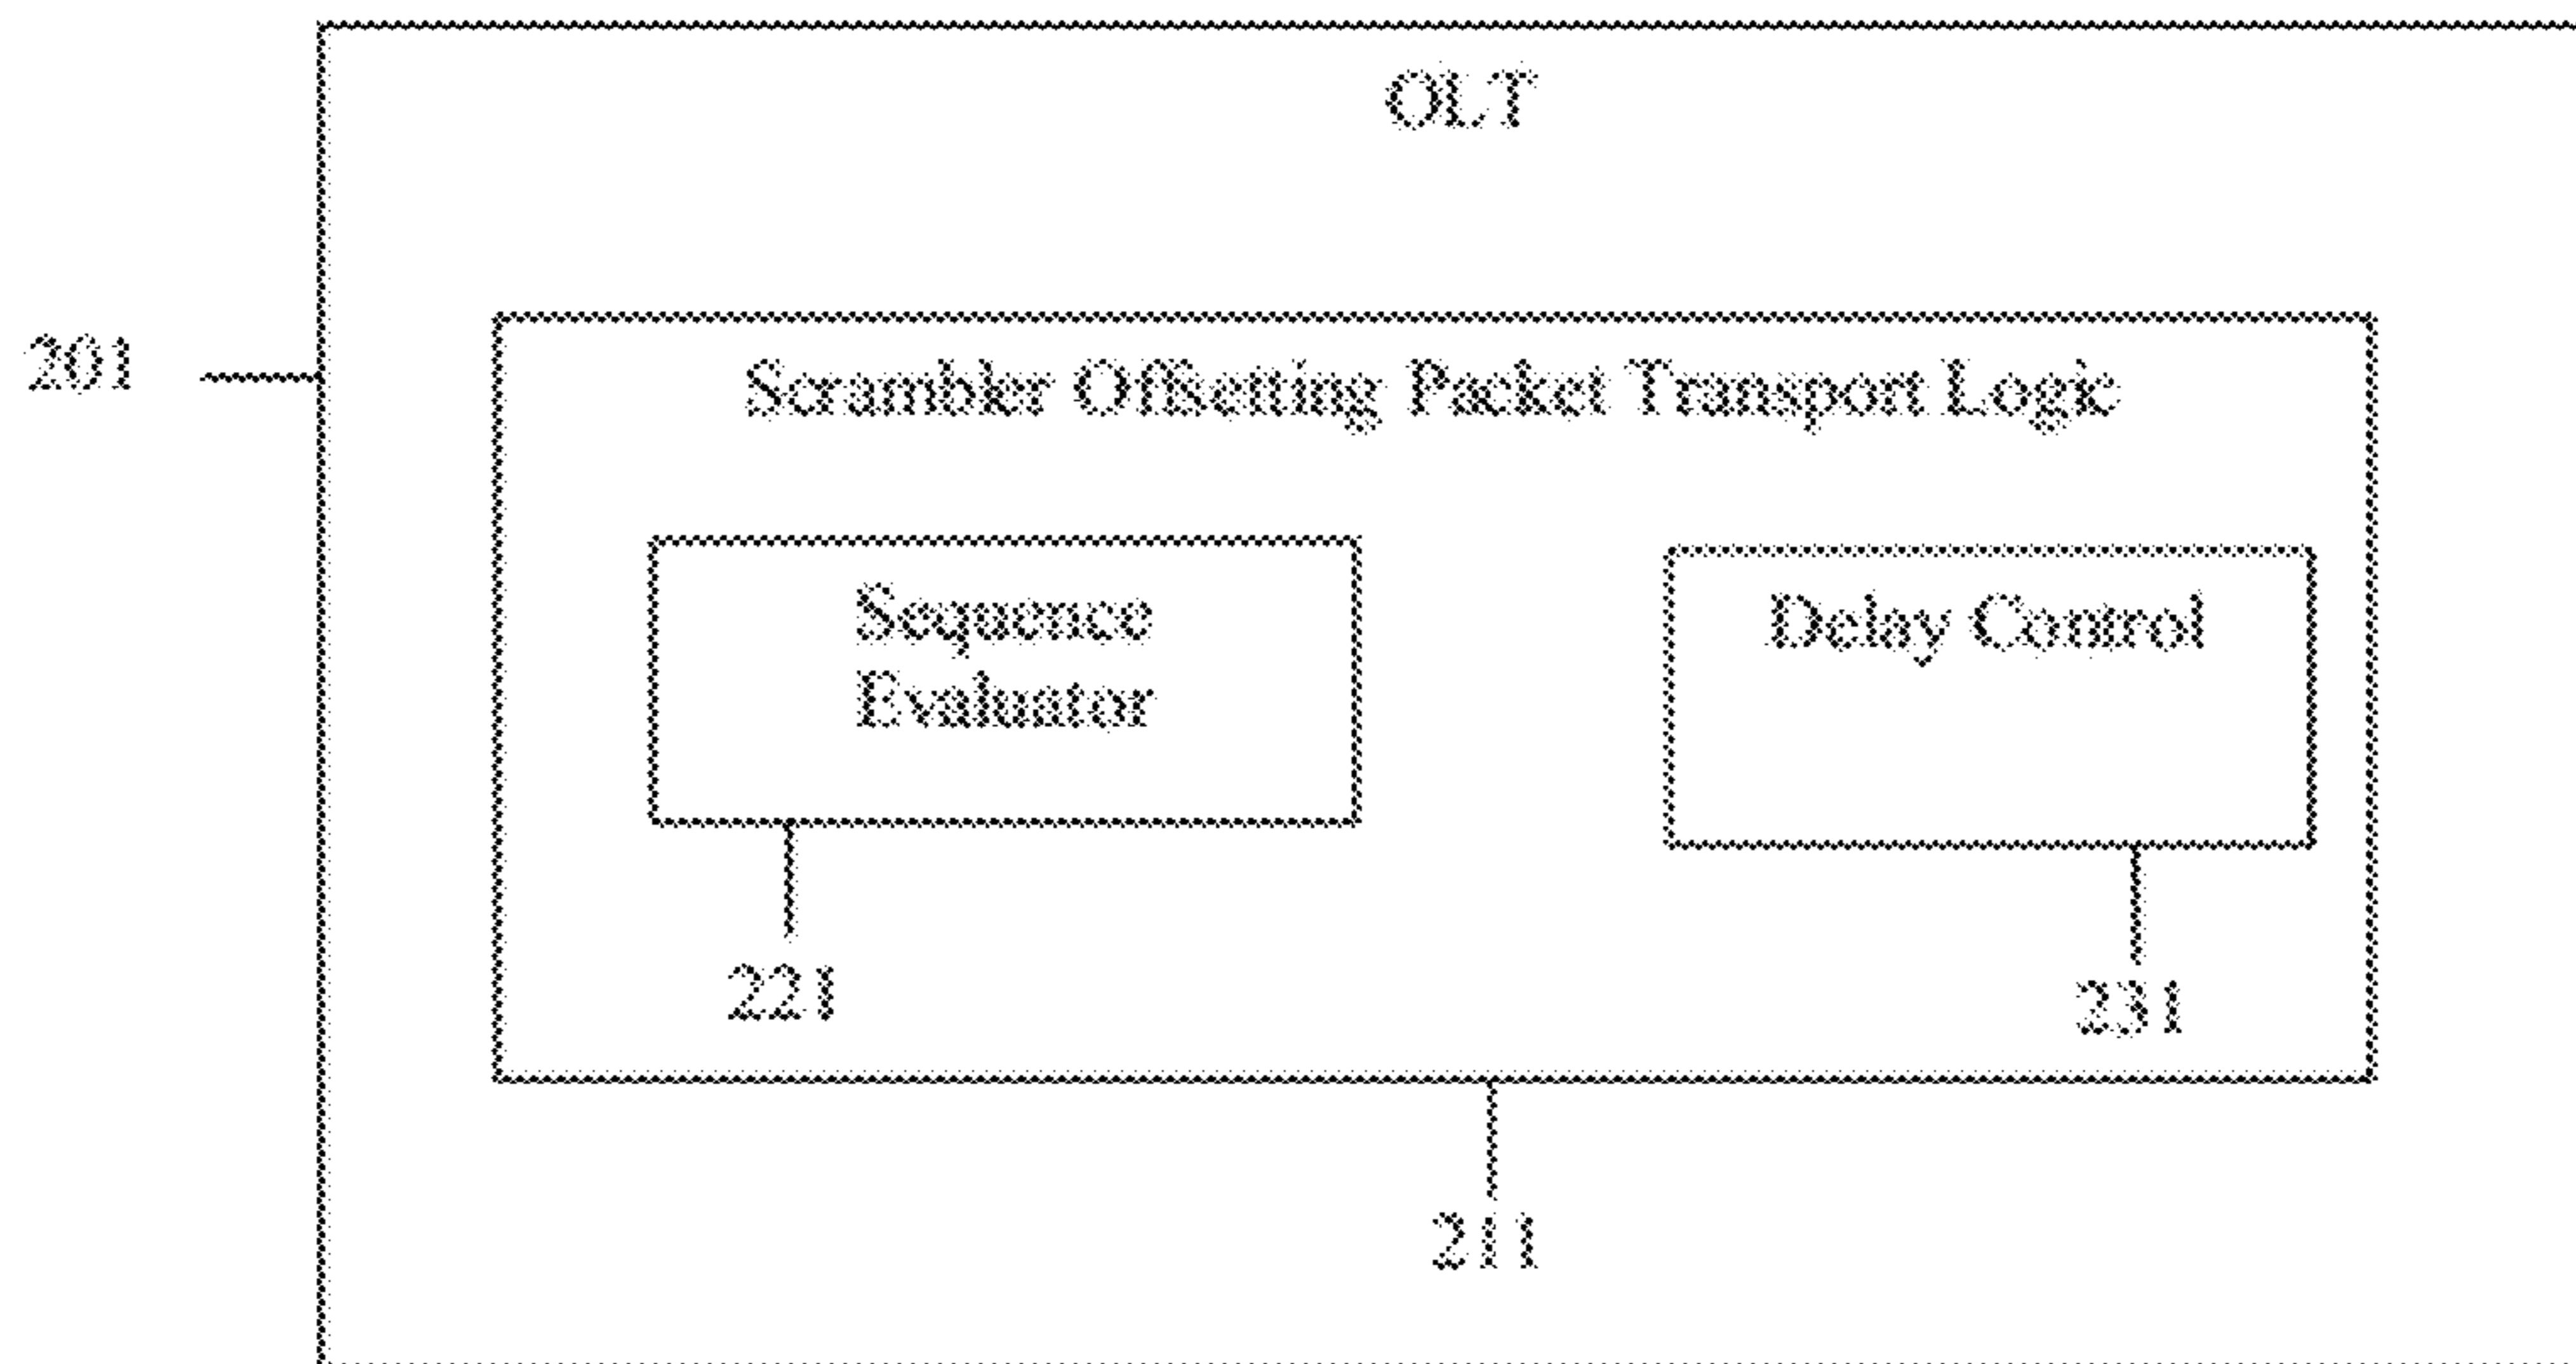 OLT
201
Scrambler Offsetting Packet Transport Logic
Sequence
Evaluator
Delay Control
221
231
211